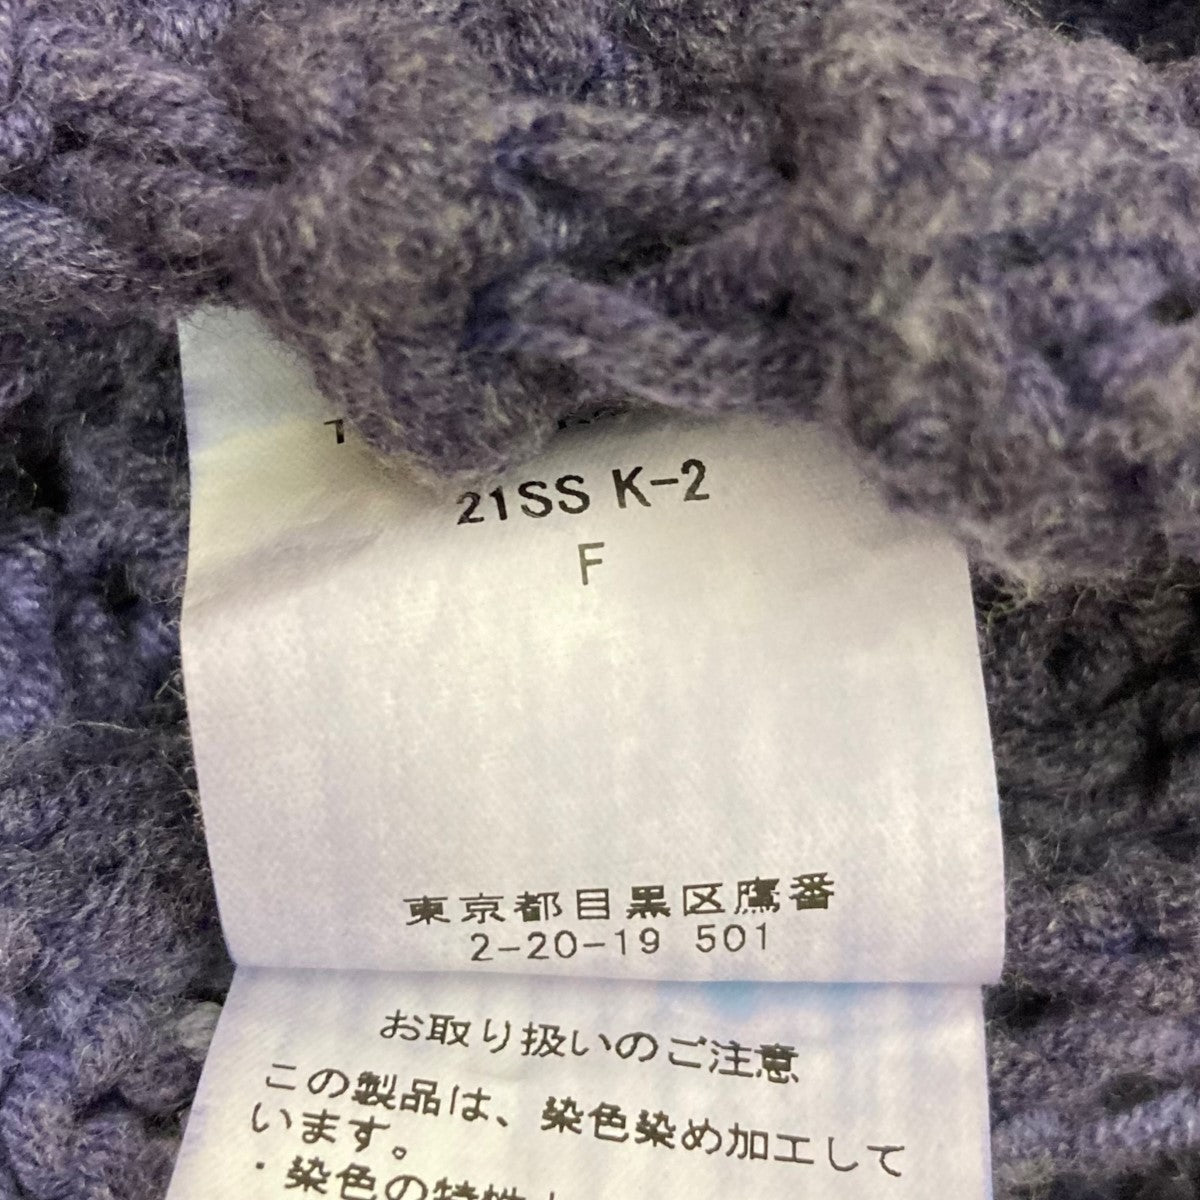 21SS K-2
F
東京都目黒区鷹番
2-20-19 501
お取り扱いのご注意
この製品は、染色染め加工して
います。
・染色の特性